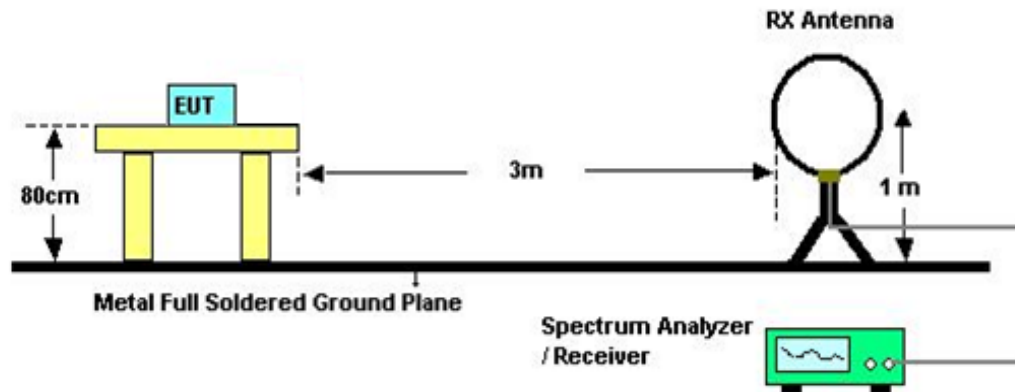 RX Antenna
EUT
80cm
3m
1 m
Metal Full Soldered Ground Plane
Spectrum Analyzer
/ Receiver